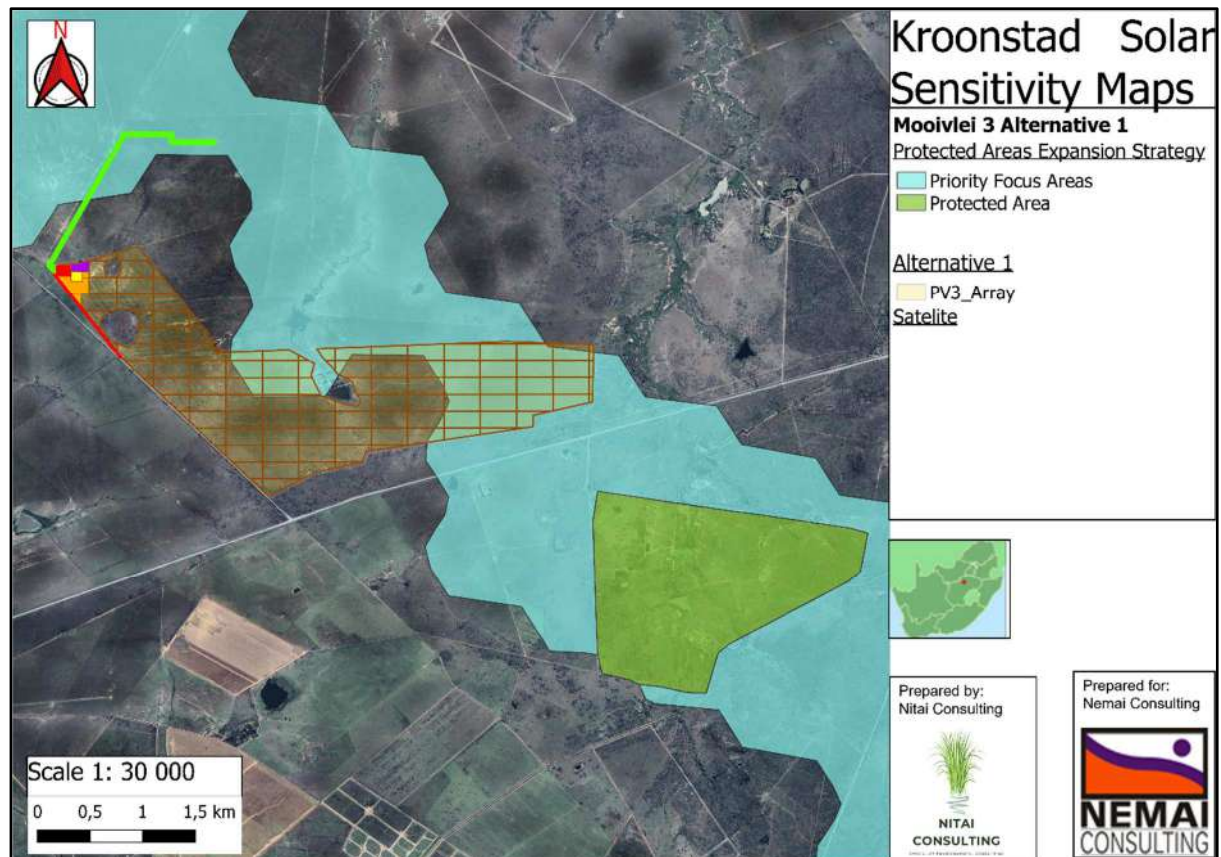 Kroonstad Solar
Sensitivity Maps
Mooivlei 3 Alternative 1
Protected Areas Expansion Strategy
Priority Focus Areas
Protected Area
Alternative 1
PV3_Array
Satelite
N
Scale 1: 30 000
0 0,5 1 1,5 km
Prepared by:
Nitai Consulting
NITAI
CONSULTING
Prepared for:
Nemai Consulting
NEMAI
CONSULTING